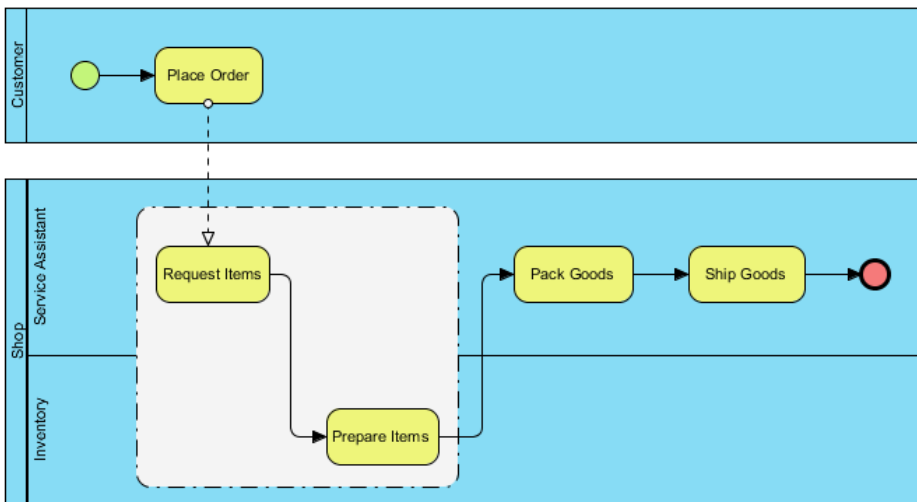 Customer
Place Order
Shop
Service Assistant
Request Items
Pack Goods
Ship Goods
Inventory
Prepare Items